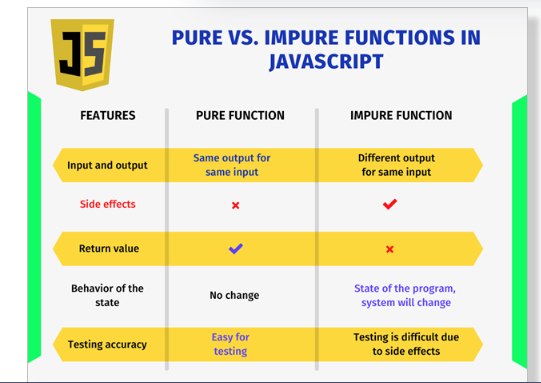 JS
PURE VS. IMPURE FUNCTIONS IN
JAVASCRIPT
FEATURES PURE FUNCTION IMPURE FUNCTION
Input and output
Same output for
same input
Different output
for same input
Side effects
Return value
Behavior of the
state
No change
State of the program,
system will change
Testing accuracy
Easy for
testing
Testing is difficult due
to side effects